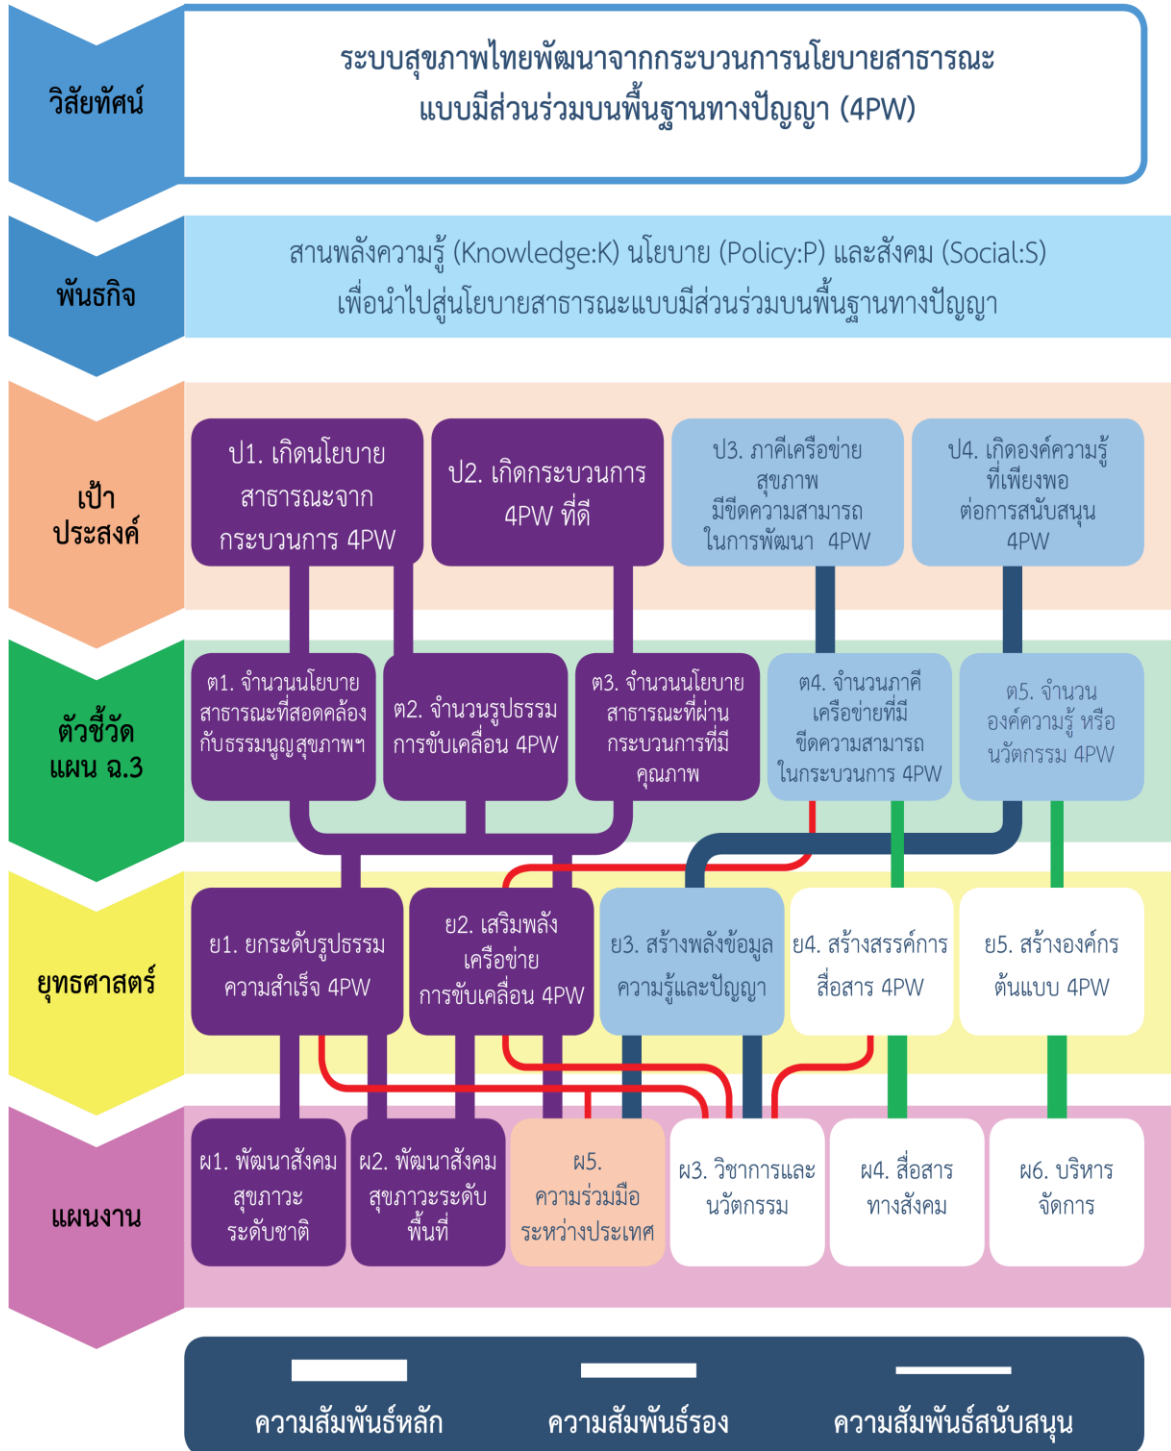 วิสัยทัศน์
ระบบสุขภาพไทยพัฒนาจากกระบวนการนโยบายสาธารณะ
แบบมีส่วนร่วมบนพื้นฐานทางปัญญา (4PW)
พันธกิจ
สานพลังความรู้ (Knowledge:K) นโยบาย (Policy:P) และสังคม (Social:S)
เพื่อนำไปสู่นโยบายสาธารณะแบบมีส่วนร่วมบนพื้นฐานทางปัญญา
เป้า
ประสงค์
ป1. เกิดนโยบาย
สาธารณะจาก
กระบวนการ 4PW
ป2. เกิดกระบวนการ
4PW ที่ดี
ป3. ภาคีเครือข่าย
สุขภาพ
มีขีดความสามารถ
ในการพัฒนา 4PW
ป4. เกิดองค์ความรู้
ที่เพียงพอ
ต่อการสนับสนุน
4PW
ตัวชี้วัด
แผน ฉ.3
ต1. จำนวนนโยบาย
สาธารณะที่สอดคล้อง
กับธรรมนูญสุขภาพฯ
ต2. จำนวนรูปธรรม
การขับเคลื่อน 4PW
ต3. จำนวนนโยบาย
สาธารณะที่ผ่าน
กระบวนการที่มี
คุณภาพ
ต4. จำนวนภาคี
เครือข่ายที่มี
ขีดความสามารถ
ในกระบวนการ 4PW
ต5. จำนวน
องค์ความรู้ หรือ
นวัตกรรม 4PW
ยุทธศาสตร์
ย1. ยกระดับรูปธรรม
ความสำเร็จ 4PW
ย2. เสริมพลัง
เครือข่าย
การขับเคลื่อน 4PW
ย3. สร้างพลังข้อมูล
ความรู้และปัญญา
ย4. สร้างสรรค์การ
สื่อสาร 4PW
ย5. สร้างองค์กร
ต้นแบบ 4PW
แผนงาน
ผ1. พัฒนาสังคม
สุขภาวะ
ระดับชาติ
ผ2. พัฒนาสังคม
สุขภาวะระดับ
พื้นที่
ผ5.
ความร่วมมือ
ระหว่างประเทศ
ผ3. วิชาการและ
นวัตกรรม
ผ4. สื่อสาร
ทางสังคม
ผ6. บริหาร
จัดการ
ความสัมพันธ์หลัก
ความสัมพันธ์รอง
ความสัมพันธ์สนับสนุน